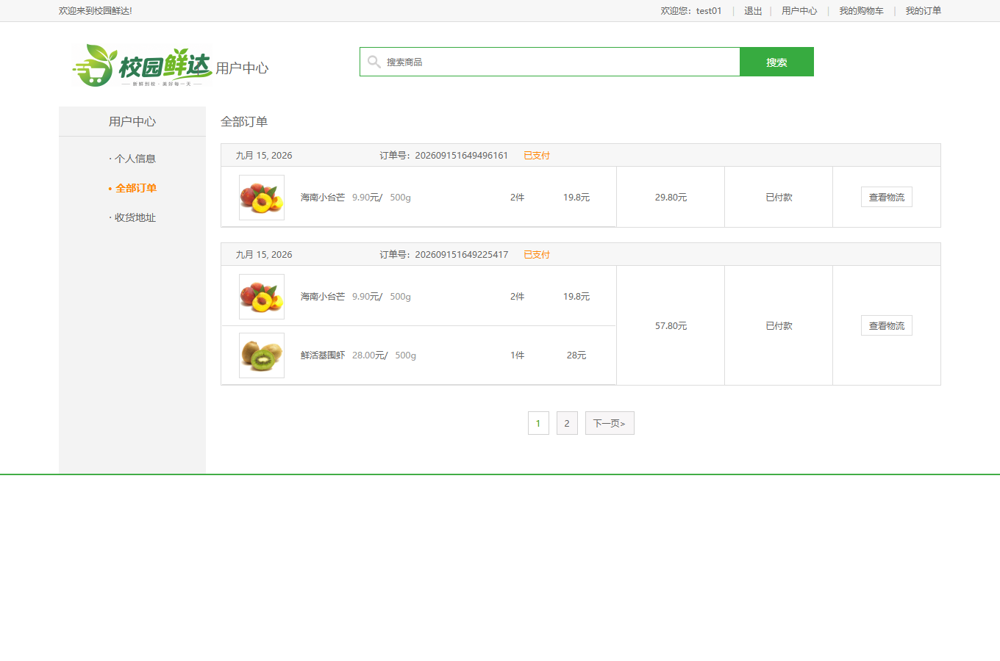 欢迎来到校园鲜达!
欢迎您：test01 | 退出 | 用户中心 | 我的购物车 | 我的订单
校园鲜达
新鲜到校·美好每一天
用户中心
搜索商品
搜索
用户中心
· 个人信息
• 全部订单
· 收货地址
全部订单
九月 15, 2026 订单号：202609151649496161 已支付
海南小台芒 9.90元/ 500g 2件 19.8元 29.80元 已付款 查看物流
九月 15, 2026 订单号：202609151649225417 已支付
海南小台芒 9.90元/ 500g 2件 19.8元
57.80元 已付款 查看物流
鲜活基围虾 28.00元/ 500g 1件 28元
1 2 下一页>